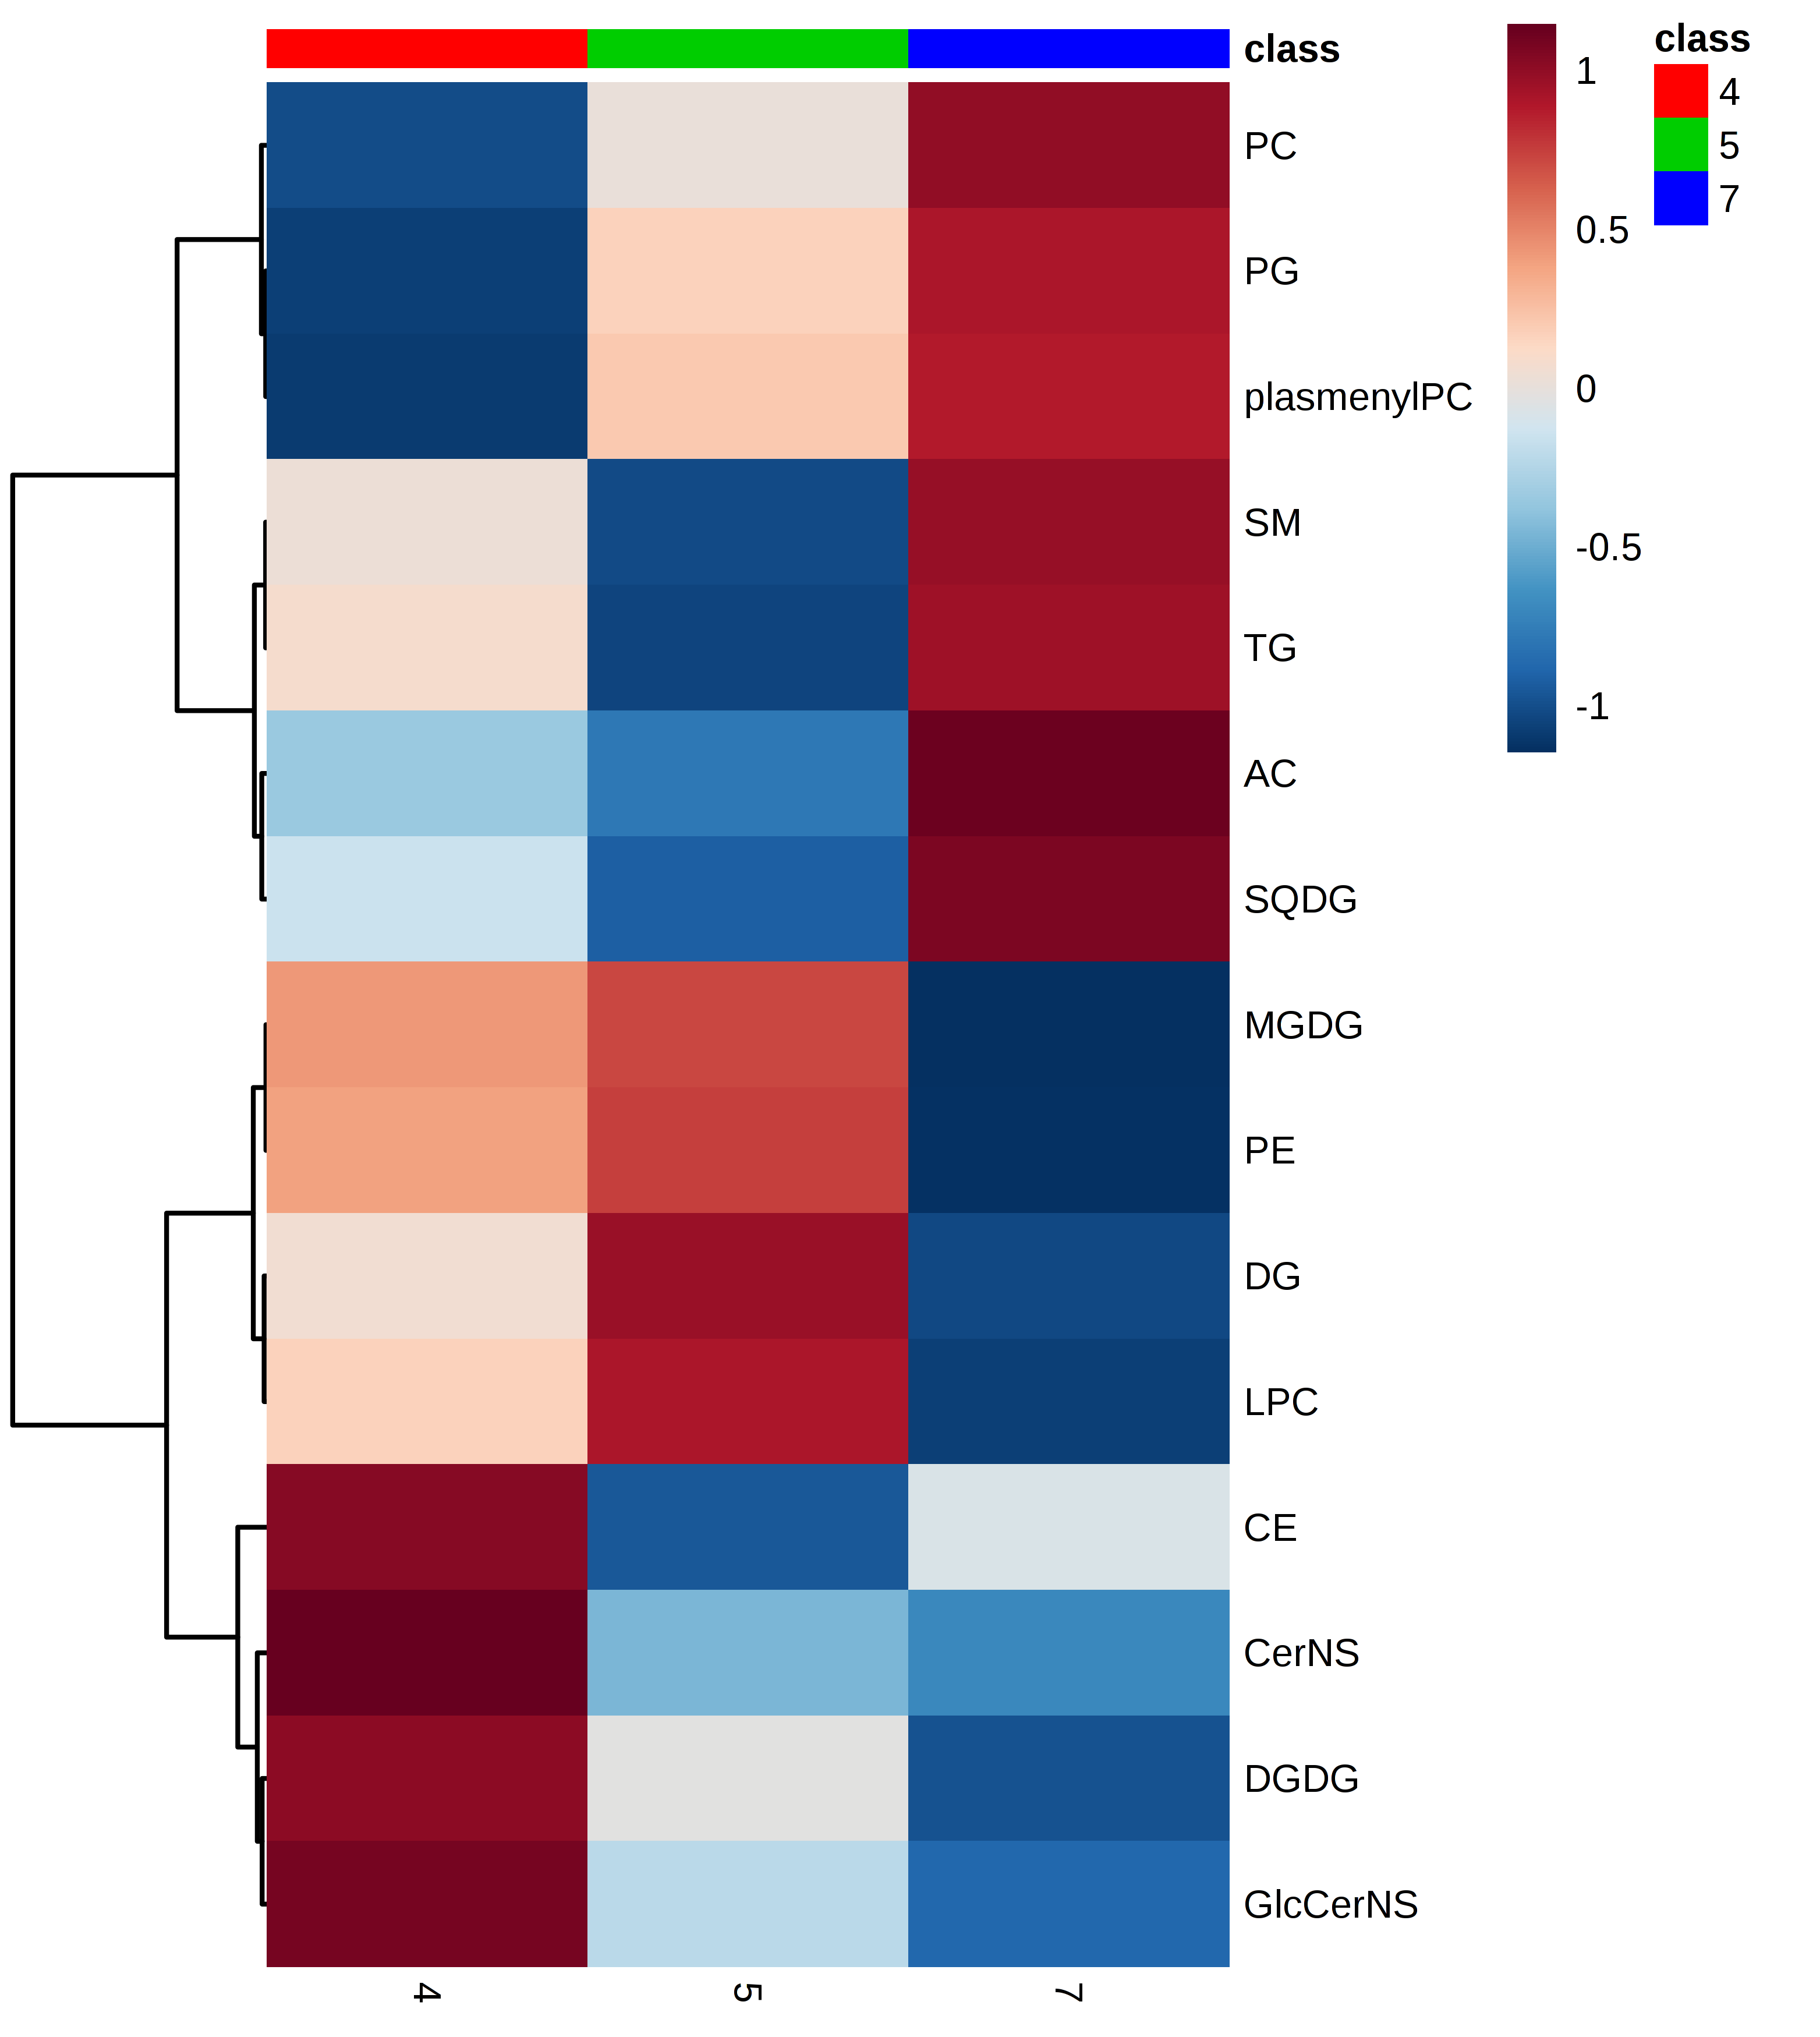 class
PC
PG
plasmenylPC
SM
TG
AC
SQDG
MGDG
PE
DG
LPC
CE
CerNS
DGDG
GlcCerNS
4
5
7
1
0.5
0
-0.5
-1
class
4
5
7